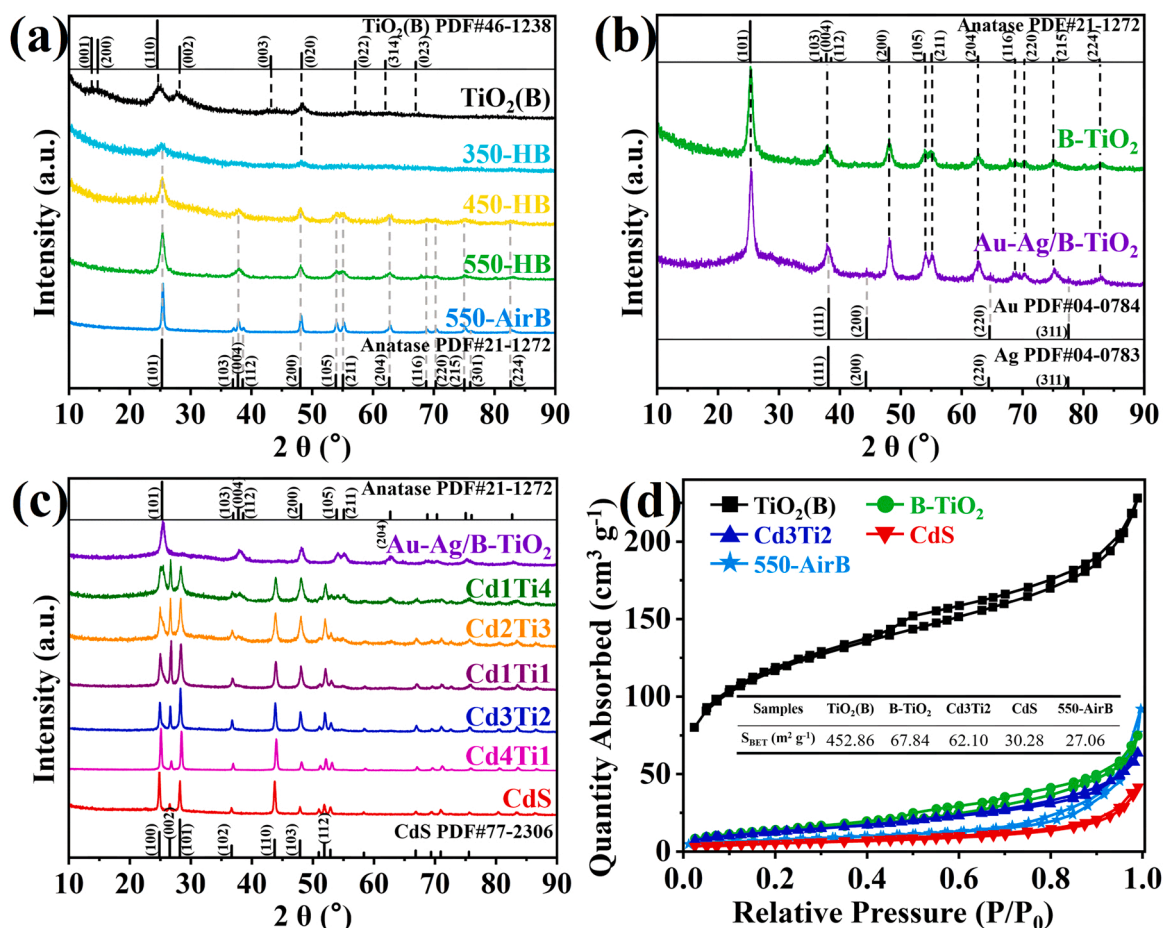 (a)
TiO₂(B) PDF#46-1238
(001) (200) (110) (002) (003) (020) (022) (314) (023)
TiO₂(B)
350-HB
450-HB
550-HB
550-AirB
Anatase PDF#21-1272
(101) (103) (004) (112) (200) (105) (211) (204) (116) (220) (215) (301) (224)
Intensity (a.u.)
10 20 30 40 50 60 70 80 90
2 θ (°)
(b)
Anatase PDF#21-1272
(101) (103) (004) (112) (200) (105) (211) (204) (116) (220) (215) (224)
B-TiO₂
Au-Ag/B-TiO₂
Au PDF#04-0784
(111) (200) (220) (311)
Ag PDF#04-0783
(111) (200) (220) (311)
Intensity (a.u.)
10 20 30 40 50 60 70 80 90
2 θ (°)
(c)
Anatase PDF#21-1272
(101) (103) (004) (112) (200) (105) (211) (204)
Au-Ag/B-TiO₂
Cd1Ti4
Cd2Ti3
Cd1Ti1
Cd3Ti2
Cd4Ti1
CdS
CdS PDF#77-2306
(100) (002) (101) (102) (110) (103) (112)
Intensity (a.u.)
10 20 30 40 50 60 70 80 90
2 θ (°)
(d)
TiO₂(B) B-TiO₂
Cd3Ti2 CdS
550-AirB
Samples TiO₂(B) B-TiO₂ Cd3Ti2 CdS 550-AirB
S_BET (m² g⁻¹) 452.86 67.84 62.10 30.28 27.06
Quantity Absorbed (cm³ g⁻¹)
200
150
100
50
0
0.0 0.2 0.4 0.6 0.8 1.0
Relative Pressure (P/P₀)